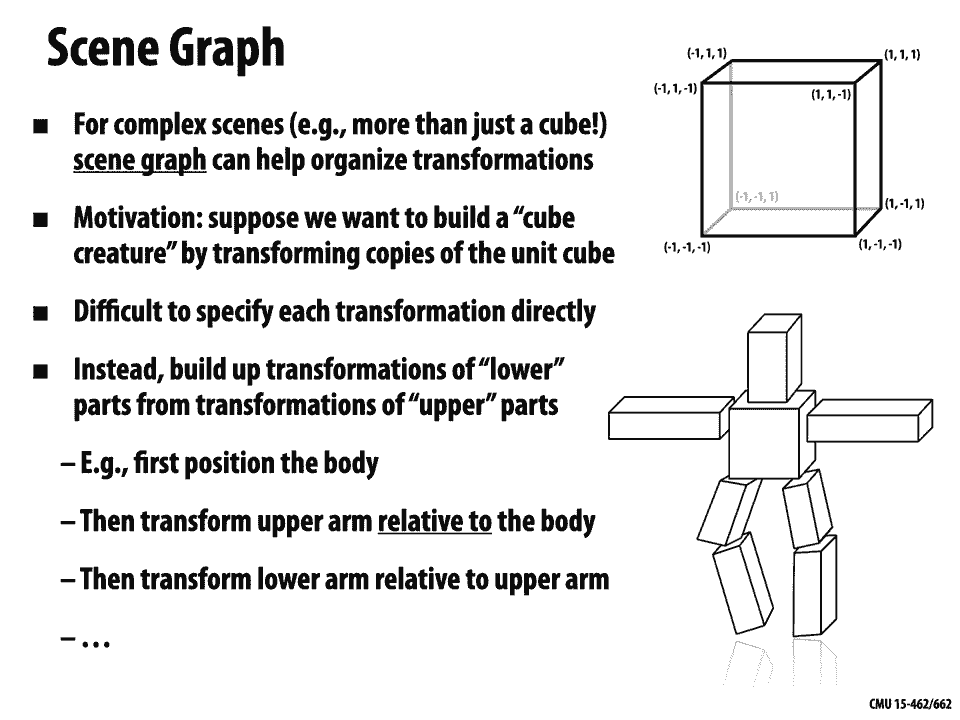 Scene Graph
■ For complex scenes (e.g., more than just a cube!)
scene graph can help organize transformations
■ Motivation: suppose we want to build a “cube
creature” by transforming copies of the unit cube
■ Difficult to specify each transformation directly
■ Instead, build up transformations of “lower”
parts from transformations of “upper” parts
– E.g., first position the body
– Then transform upper arm relative to the body
– Then transform lower arm relative to upper arm
– ...
(-1, 1, 1)
(1, 1, 1)
(-1, 1, -1)
(1, 1, -1)
(-1, -1, 1)
(1, -1, 1)
(-1, -1, -1)
(1, -1, -1)
CMU 15-462/662